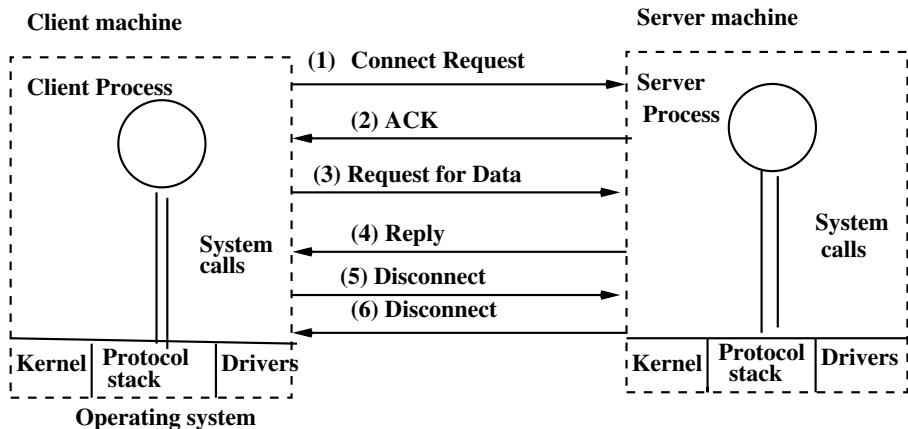 Client machine
Server machine
Client Process
(1) Connect Request
Server
Process
(2) ACK
(3) Request for Data
System
calls
(4) Reply
System
calls
(5) Disconnect
(6) Disconnect
Kernel
Protocol
stack
Drivers
Kernel
Protocol
stack
Drivers
Operating system